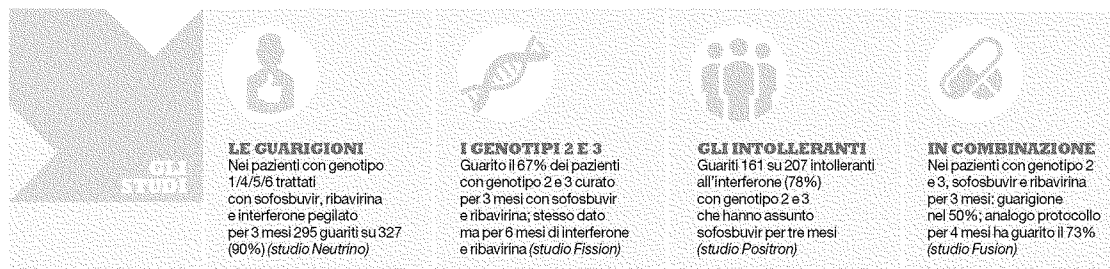 GLI
STUDI
LE GUARIGIONI
Nei pazienti con genotipo
1/4/5/6 trattati
con sofosbuvir, ribavirina
e interferone pegilato
per 3 mesi 295 guariti su 327
(90%) (studio Neutrino)
I GENOTIPI 2 E 3
Guarito il 67% dei pazienti
con genotipo 2 e 3 curato
per 3 mesi con sofosbuvir
e ribavirina; stesso dato
ma per 6 mesi di interferone
e ribavirina (studio Fission)
GLI INTOLLERANTI
Guariti 161 su 207 intolleranti
all'interferone (78%)
con genotipo 2 e 3
che hanno assunto
sofosbuvir per tre mesi
(studio Positron)
IN COMBINAZIONE
Nei pazienti con genotipo 2
e 3, sofosbuvir e ribavirina
per 3 mesi: guarigione
nel 50%; analogo protocollo
per 4 mesi ha guarito il 73%
(studio Fusion)